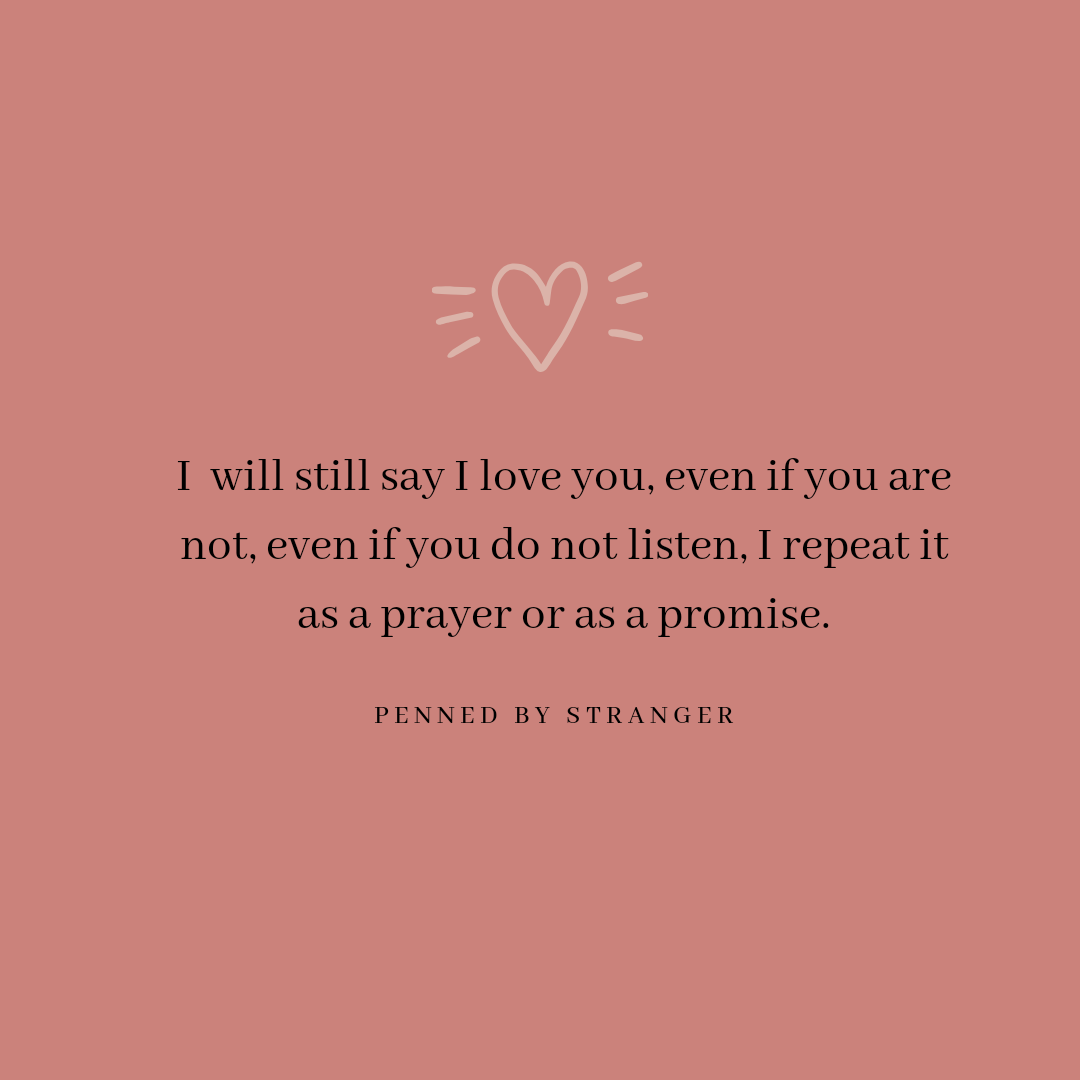 I will still say I love you, even if you are
not, even if you do not listen, I repeat it
as a prayer or as a promise.
PENNED BY STRANGER